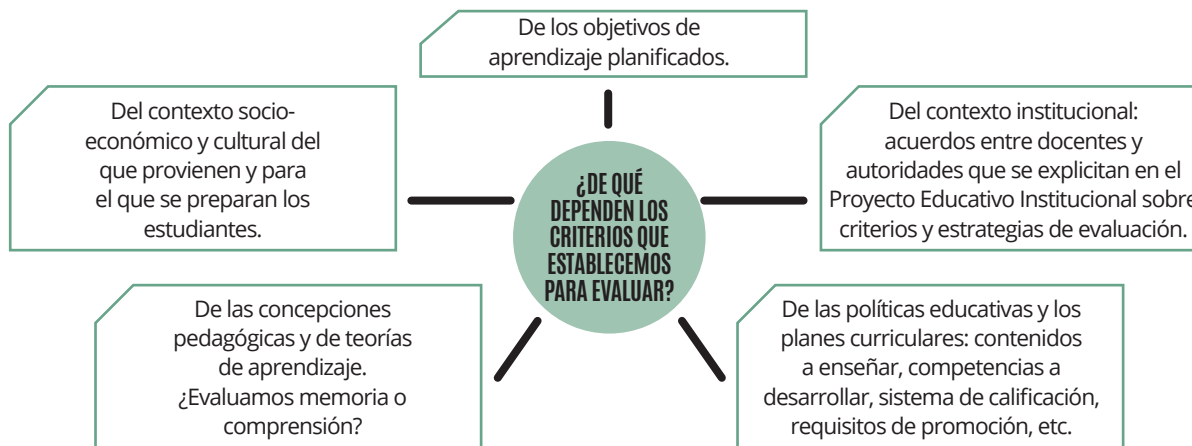 De los objetivos de
aprendizaje planificados.
Del contexto socio-
económico y cultural del
que provienen y para
el que se preparan los
estudiantes.
Del contexto institucional:
acuerdos entre docentes y
autoridades que se explicitan en el
Proyecto Educativo Institucional sobre
criterios y estrategias de evaluación.
¿DE QUÉ
DEPENDEN LOS
CRITERIOS QUE
ESTABLECEMOS
PARA EVALUAR?
De las concepciones
pedagógicas y de teorías
de aprendizaje.
¿Evaluamos memoria o
comprensión?
De las políticas educativas y los
planes curriculares: contenidos
a enseñar, competencias a
desarrollar, sistema de calificación,
requisitos de promoción, etc.